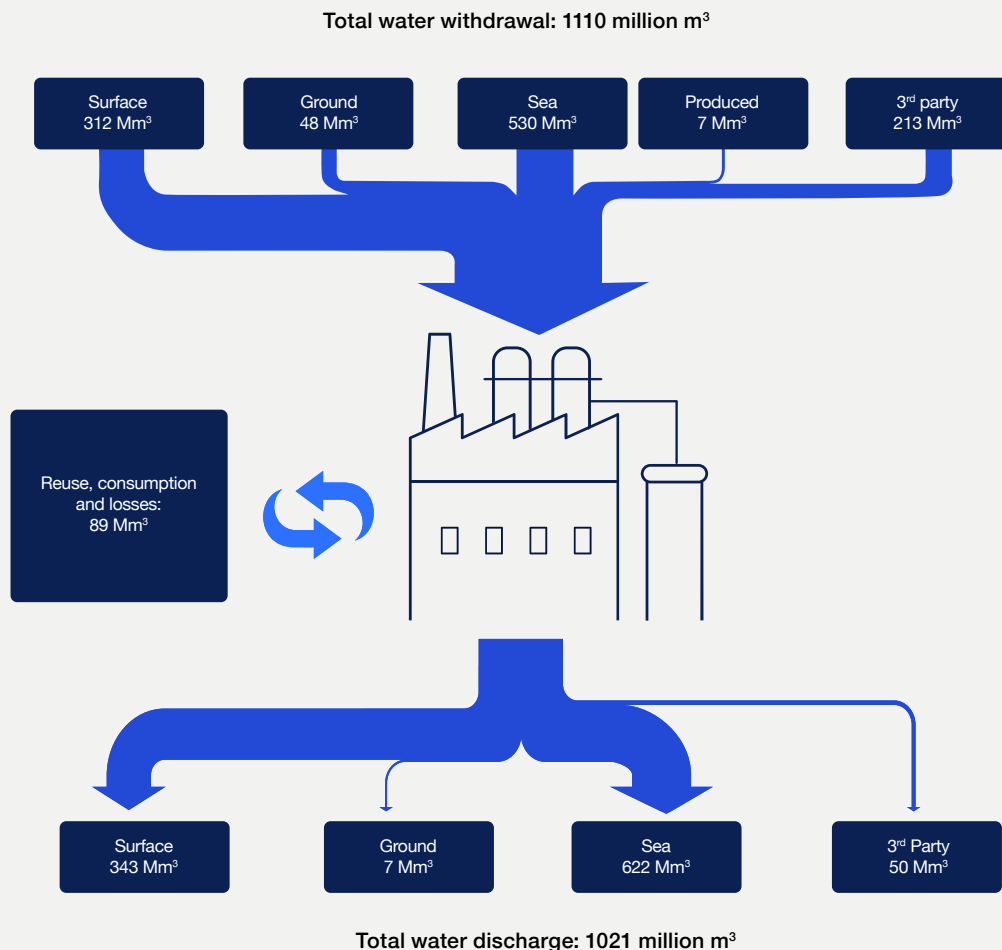 Total water withdrawal: 1110 million m³
Surface
312 Mm³
Ground
48 Mm³
Sea
530 Mm³
Produced
7 Mm³
3rd party
213 Mm³
Reuse, consumption
and losses:
89 Mm³
Surface
343 Mm³
Ground
7 Mm³
Sea
622 Mm³
3rd Party
50 Mm³
Total water discharge: 1021 million m³